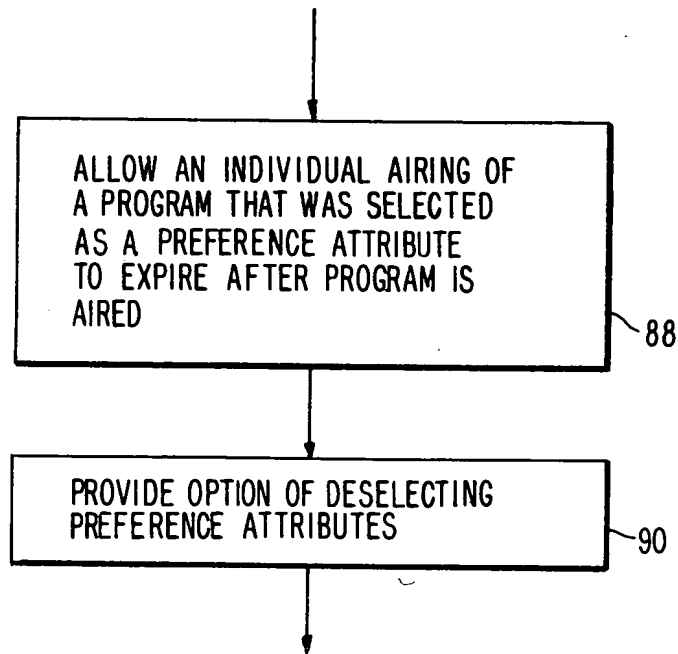 ALLOW AN INDIVIDUAL AIRING OF
A PROGRAM THAT WAS SELECTED
AS A PREFERENCE ATTRIBUTE
TO EXPIRE AFTER PROGRAM IS
AIRED
88
PROVIDE OPTION OF DESELECTING
PREFERENCE ATTRIBUTES
90